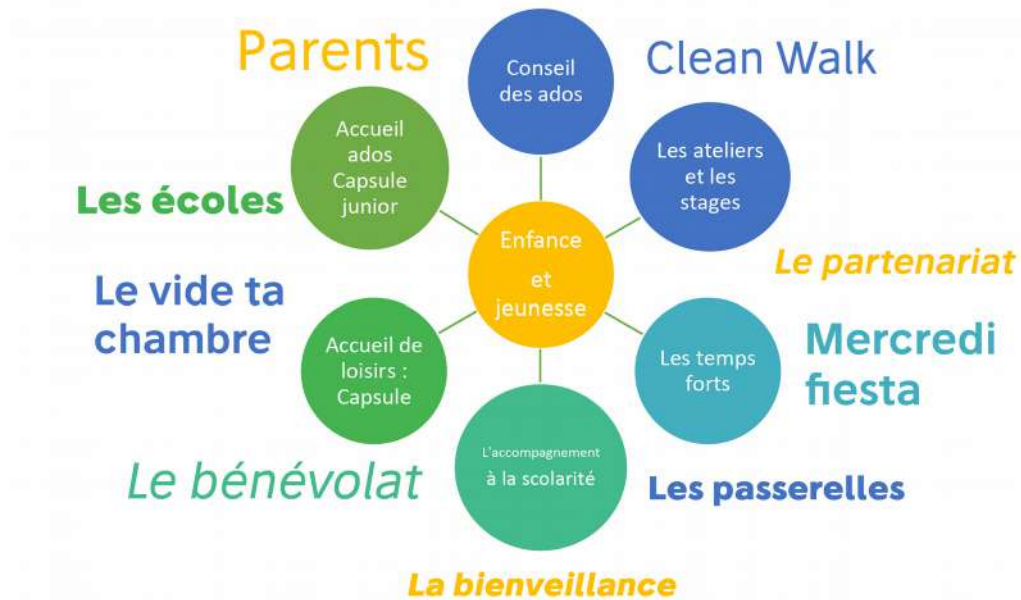 Parents
Conseil
des ados
Clean Walk
Accueil
ados
Capsule
junior
Les ateliers
et les
stages
Les écoles
Enfance
et
jeunesse
Le partenariat
Le vide ta
chambre
Accueil de
loisirs :
Capsule
Les temps
forts
Mercredi
fiesta
L'accompagnement
à la scolarité
Le bénévolat
Les passerelles
La bienveillance